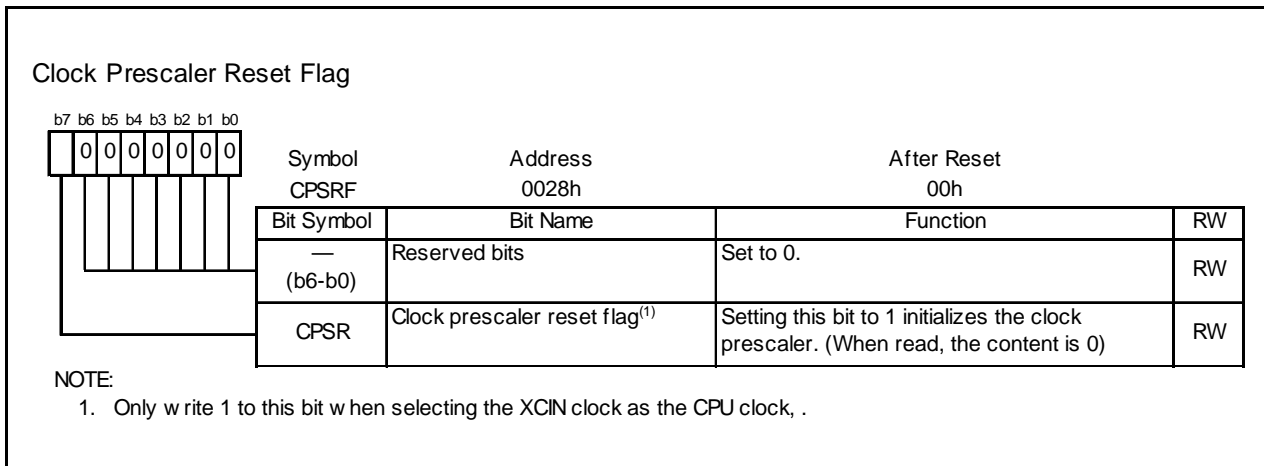 Clock Prescaler Reset Flag
b7 b6 b5 b4 b3 b2 b1 b0
0 0 0 0 0 0 0
Symbol Address After Reset
CPSRF 0028h 00h
Bit Symbol Bit Name Function RW
— Reserved bits Set to 0. RW
(b6-b0)
CPSR Clock prescaler reset flag(1) Setting this bit to 1 initializes the clock RW
prescaler. (When read, the content is 0)
NOTE:
1. Only write 1 to this bit when selecting the XCIN clock as the CPU clock, .